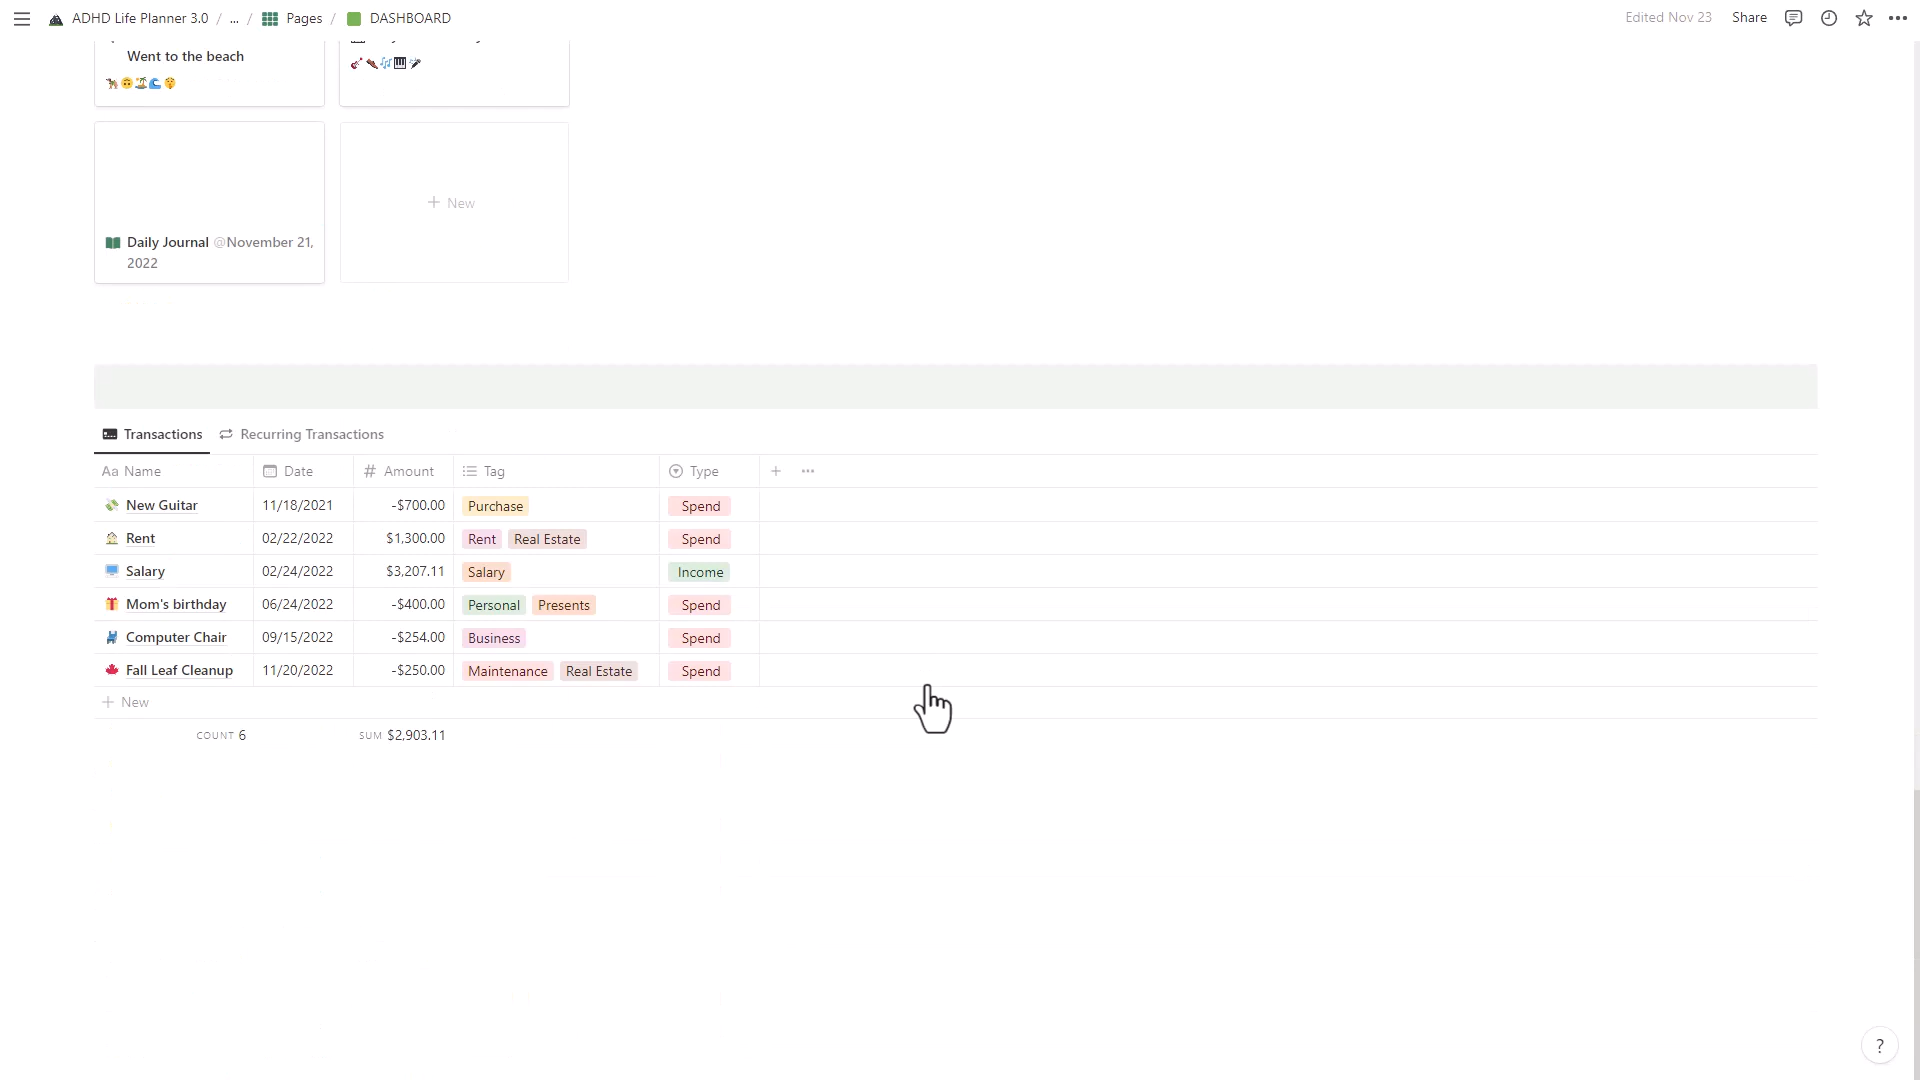 ADHD Life Planner 3.0 / ... / Pages / DASHBOARD
Edited Nov 23 Share
Went to the beach
+ New
Daily Journal @November 21,
2022
Transactions Recurring Transactions
Aa Name Date # Amount Tag Type + ...
New Guitar 11/18/2021 -$700.00 Purchase Spend
Rent 02/22/2022 $1,300.00 Rent Real Estate Spend
Salary 02/24/2022 $3,207.11 Salary Income
Mom's birthday 06/24/2022 -$400.00 Personal Presents Spend
Computer Chair 09/15/2022 -$254.00 Business Spend
Fall Leaf Cleanup 11/20/2022 -$250.00 Maintenance Real Estate Spend
+ New
COUNT 6 SUM $2,903.11
?